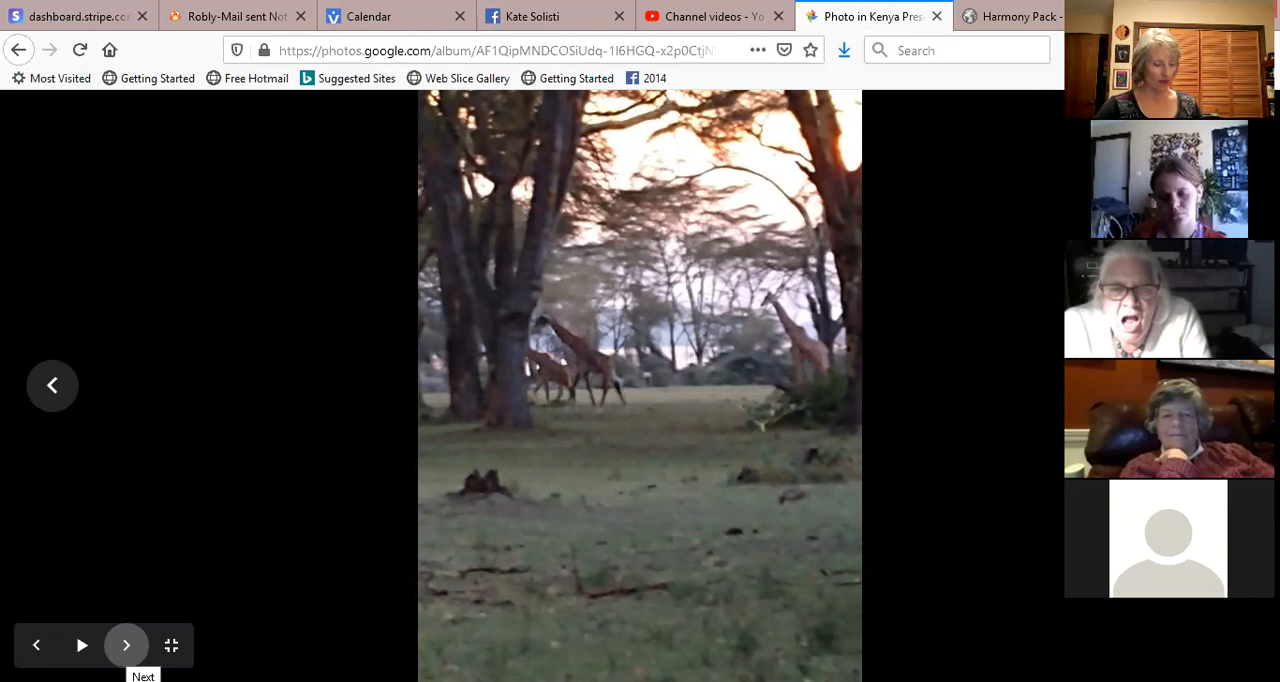 dashboard.stripe.co
Robly-Mail sent Not
Calendar
Kate Solisti
Channel videos - Yo
Photo in Kenya Pres
Harmony Pack -
https://photos.google.com/album/AF1QipMNDCOSiUdq-1I6HGQ-x2p0CtjN
Search
Most Visited
Getting Started
Free Hotmail
Suggested Sites
Web Slice Gallery
Getting Started
2014
Next